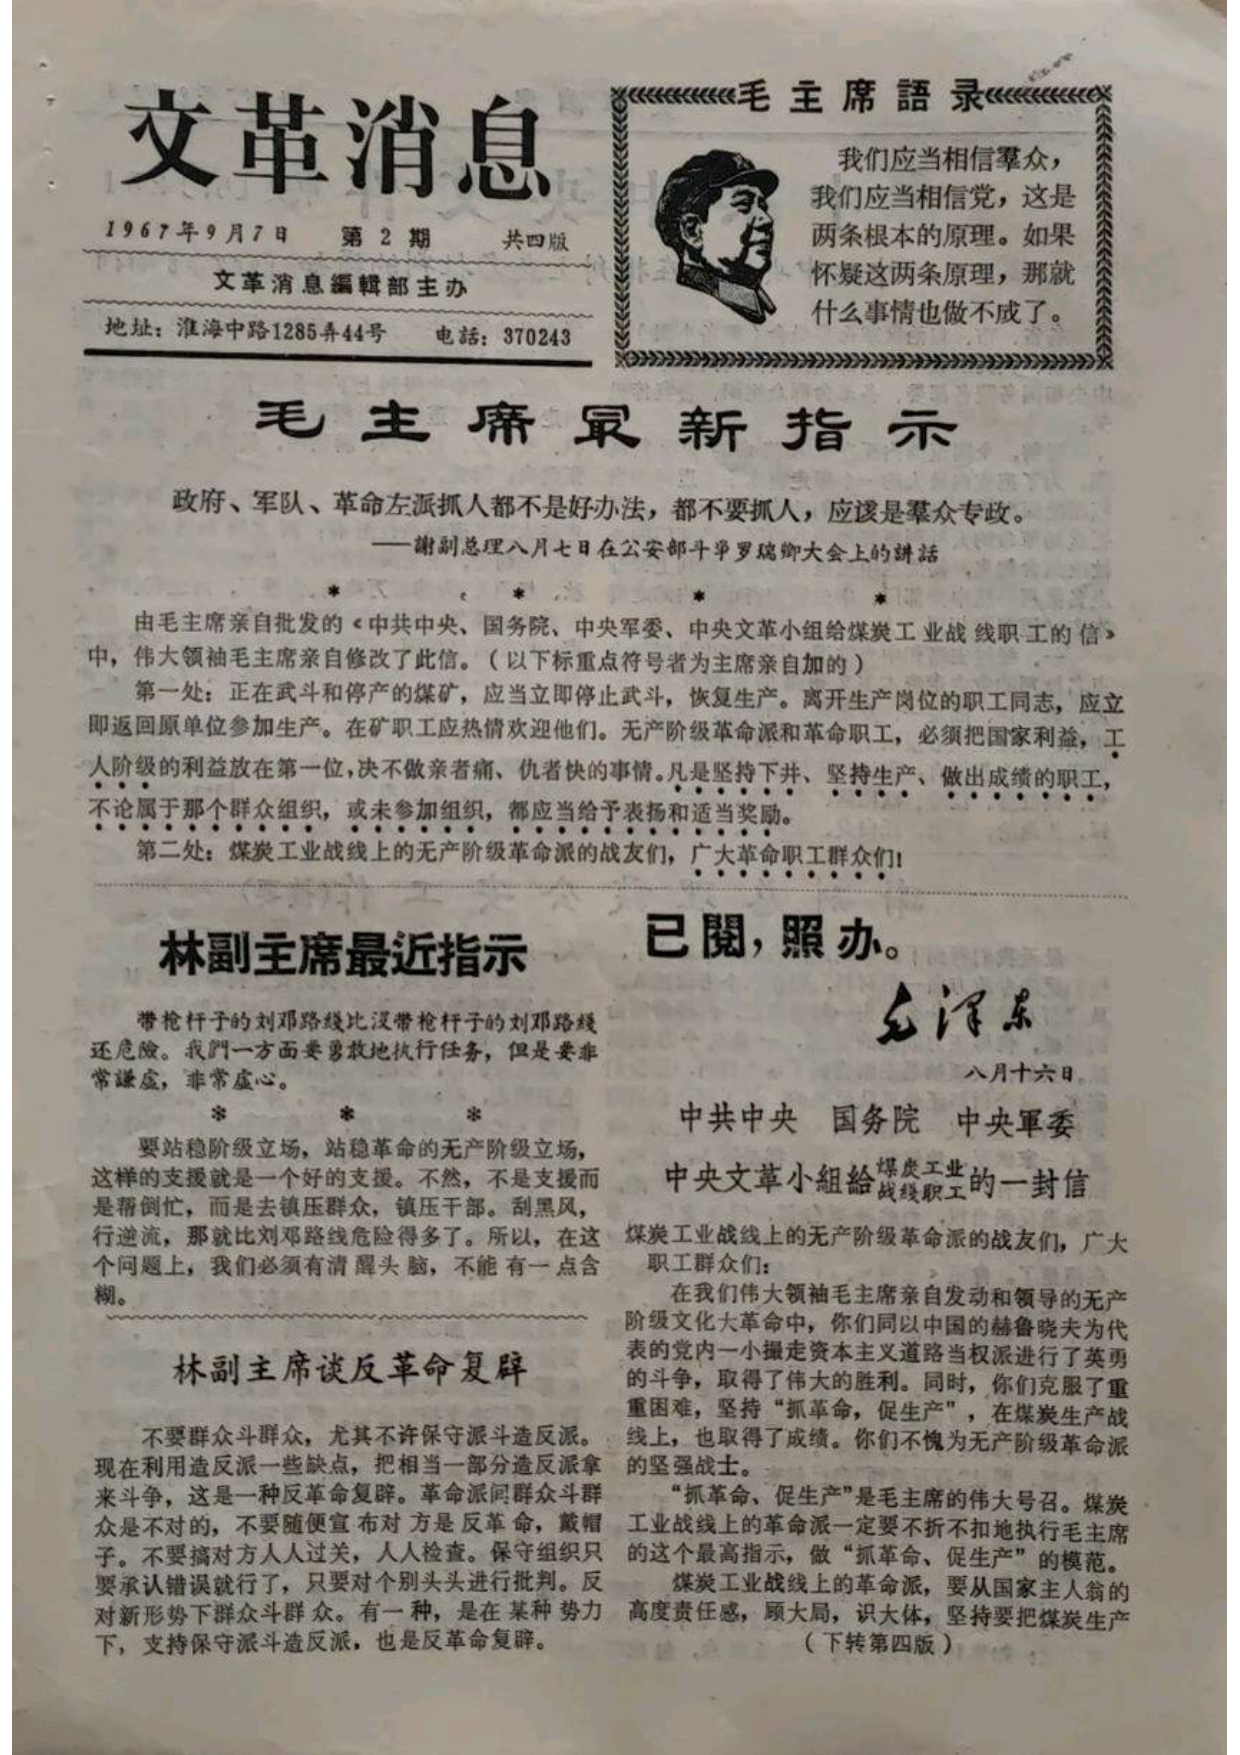 文革消息
1967年9月7日 第2期 共四版
文革消息編輯部主办
地址：淮海中路1285弄44号 电話：370243
毛主席語录
我们应当相信羣众，
我们应当相信党，这是
两条根本的原理。如果
怀疑这两条原理，那就
什么事情也做不成了。
毛主席最新指示
政府、军队、革命左派抓人都不是好办法，都不要抓人，应该是羣众专政。
——謝副总理八月七日在公安部斗争罗瑞卿大会上的讲話
* * * *
由毛主席亲自批发的《中共中央、国务院、中央军委、中央文革小组给煤炭工业战线职工的信》
中，伟大领袖毛主席亲自修改了此信。（以下标重点符号者为主席亲自加的）
第一处：正在武斗和停产的煤矿，应当立即停止武斗，恢复生产。离开生产岗位的职工同志，应立
即返回原单位参加生产。在矿职工应热情欢迎他们。无产阶级革命派和革命职工，必须把国家利益，工
人阶级的利益放在第一位，决不做亲者痛、仇者快的事情。凡是坚持下井、坚持生产、做出成绩的职工，
不论属于那个群众组织，或未参加组织，都应当给予表扬和适当奖励。
第二处：煤炭工业战线上的无产阶级革命派的战友们，广大革命职工群众们！
林副主席最近指示
带枪杆子的刘邓路綫比沒带枪杆子的刘邓路綫
还危險。我們一方面要勇敢地执行任务，但是要非
常謙虚，非常虚心。
* * *
要站稳阶级立场，站稳革命的无产阶级立场，
这样的支援就是一个好的支援。不然，不是支援而
是帮倒忙，而是去镇压群众，镇压干部。刮黑风，
行逆流，那就比刘邓路线危险得多了。所以，在这
个问题上，我们必须有清醒头脑，不能有一点含
糊。
林副主席谈反革命复辟
不要群众斗群众，尤其不许保守派斗造反派。
现在利用造反派一些缺点，把相当一部分造反派拿
来斗争，这是一种反革命复辟。革命派间群众斗群
众是不对的，不要随便宣布对方是反革命，戴帽
子。不要搞对方人人过关，人人检查。保守组织只
要承认错误就行了，只要对个别头头进行批判。反
对新形势下群众斗群众。有一种，是在某种势力
下，支持保守派斗造反派，也是反革命复辟。
已閱，照办。
毛泽东
八月十六日
中共中央 国务院 中央軍委
中央文革小組給煤炭工业战綫职工的一封信
煤炭工业战线上的无产阶级革命派的战友们，广大
职工群众们：
在我们伟大领袖毛主席亲自发动和领导的无产
阶级文化大革命中，你们同以中国的赫鲁晓夫为代
表的党内一小撮走资本主义道路当权派进行了英勇
的斗争，取得了伟大的胜利。同时，你们克服了重
重困难，坚持“抓革命，促生产”，在煤炭生产战
线上，也取得了成绩。你们不愧为无产阶级革命派
的坚强战士。
“抓革命、促生产”是毛主席的伟大号召。煤炭
工业战线上的革命派一定要不折不扣地执行毛主席
的这个最高指示，做“抓革命、促生产”的模范。
煤炭工业战线上的革命派，要从国家主人翁的
高度责任感，顾大局，识大体，坚持要把煤炭生产
（下转第四版）